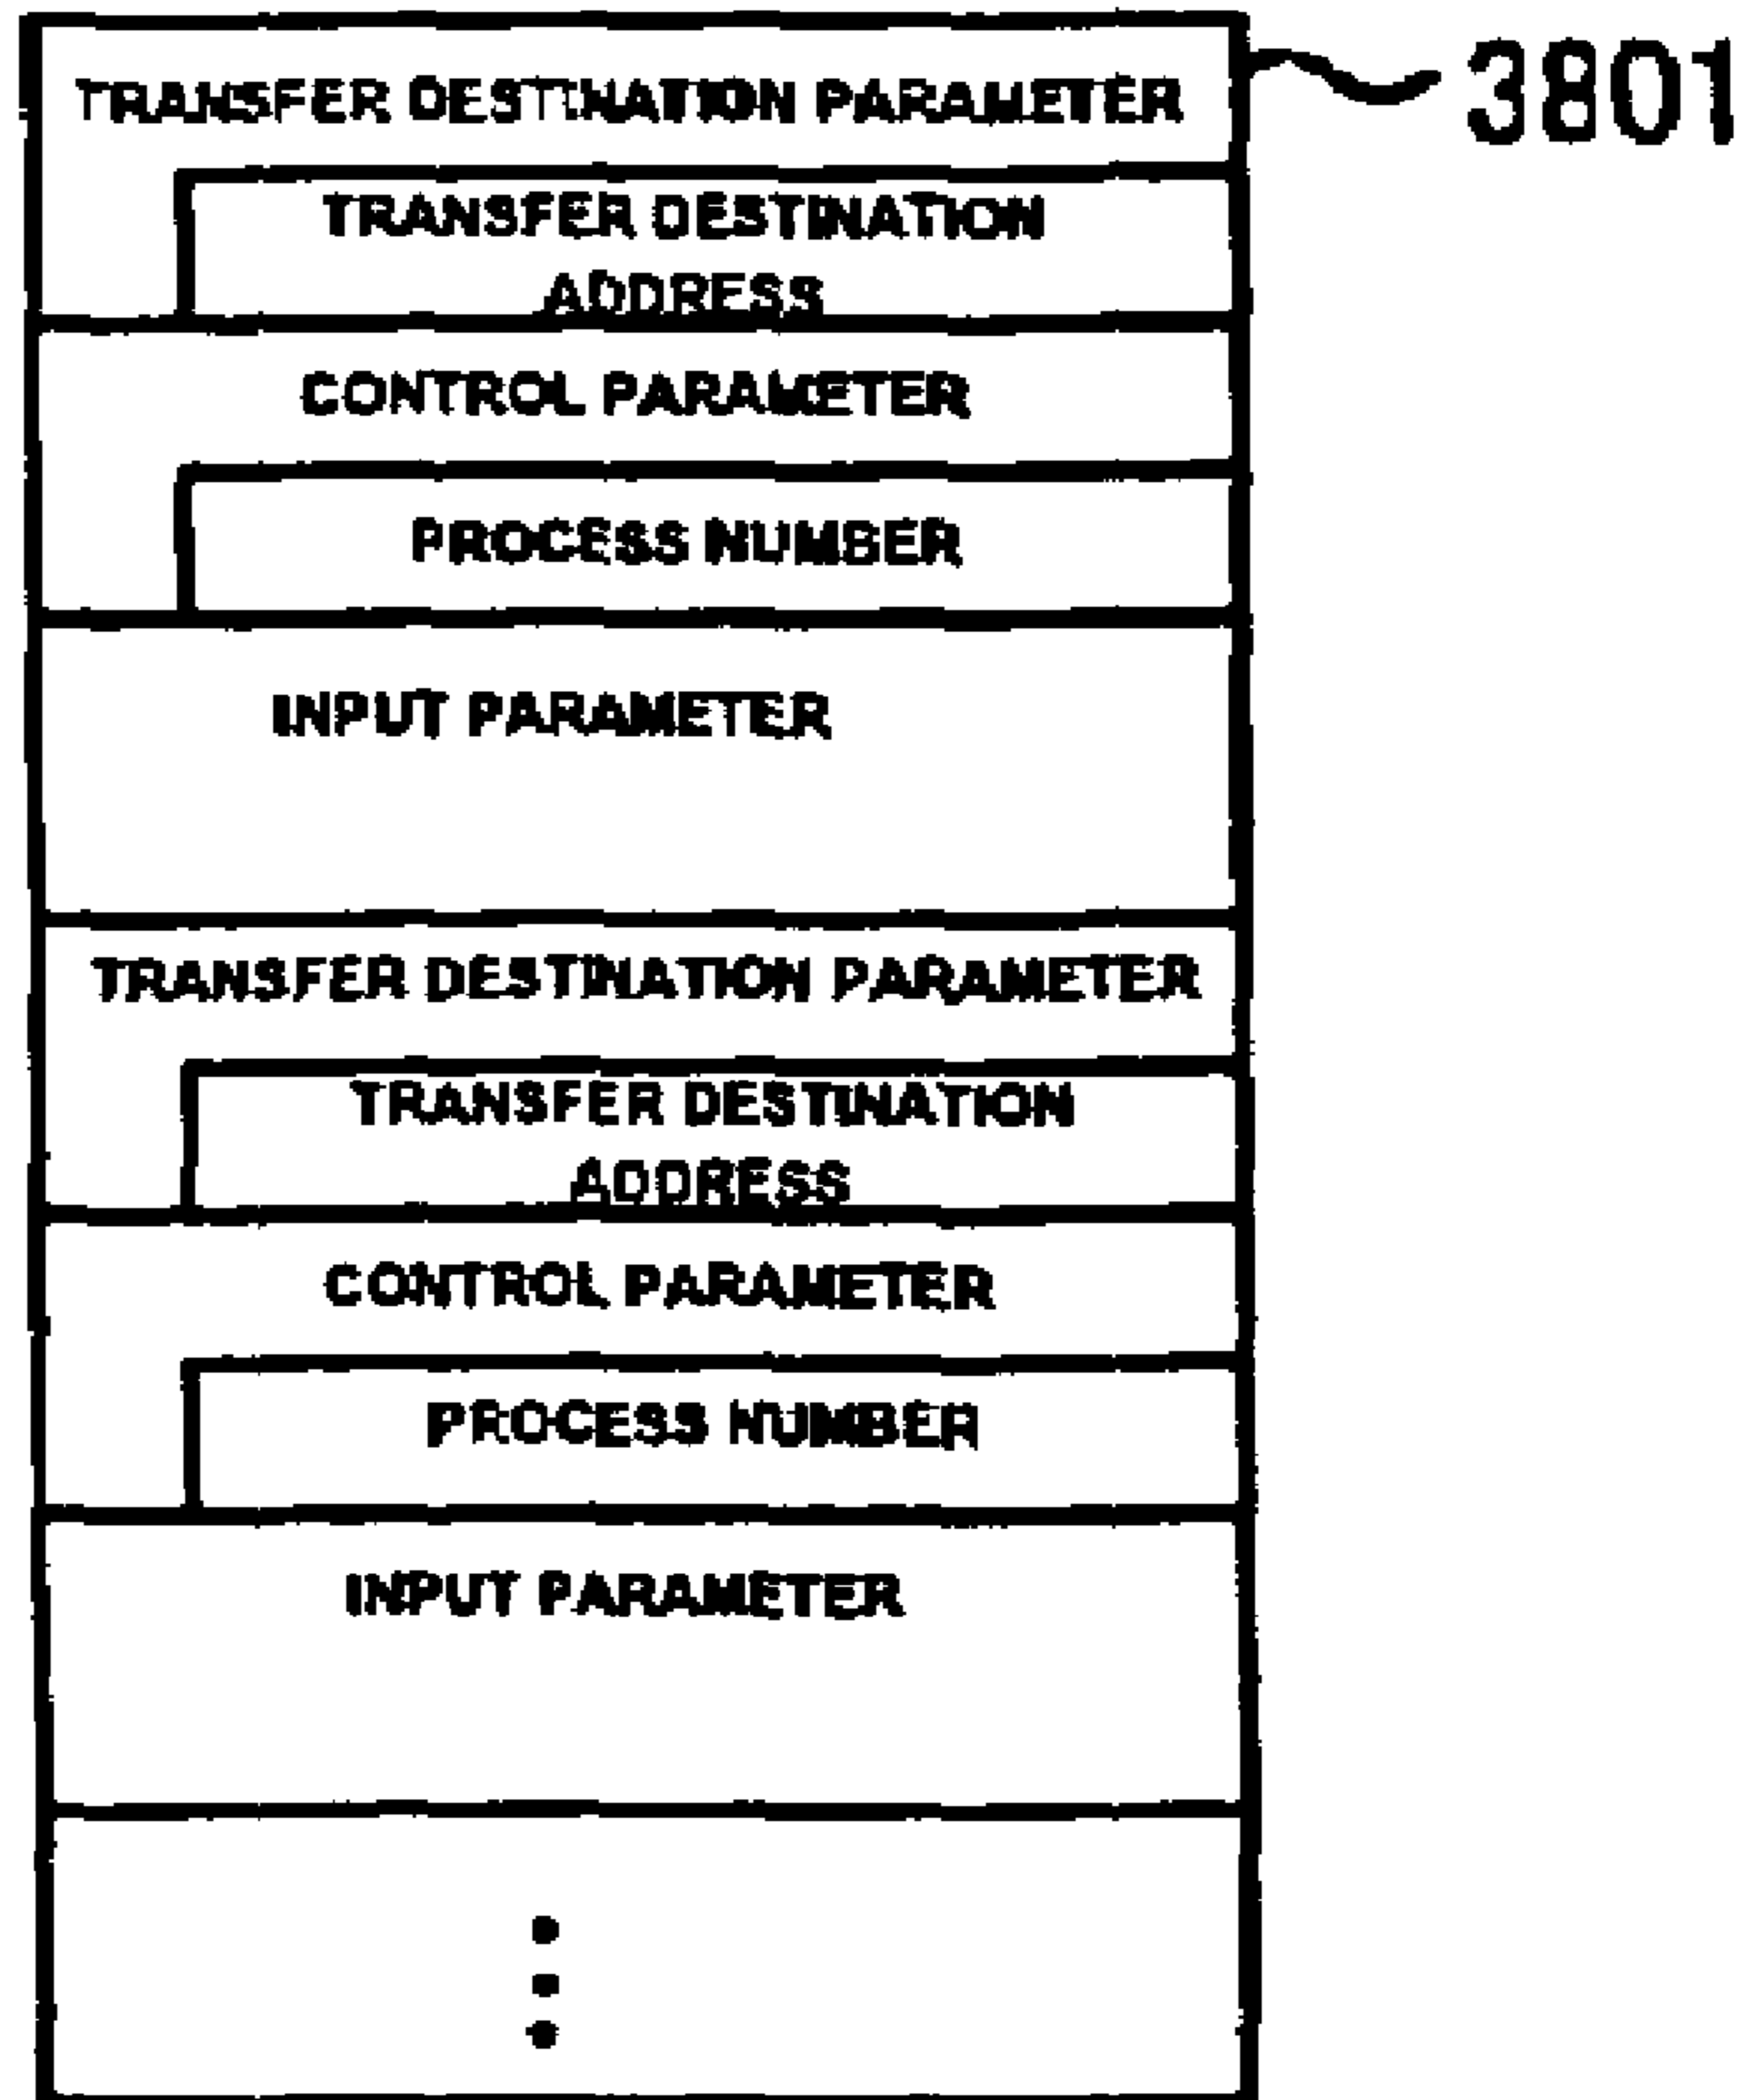 TRANSFER DESTINATION PARAMETER
3801
TRANSFER DESTINATION
ADDRESS
CONTROL PARAMETER
PROCESS NUMBER
INPUT PARAMETER
TRANSFER DESTINATION PARAMETER
TRANSFER DESTINATION
ADDRESS
CONTROL PARAMETER
PROCESS NUMBER
INPUT PARAMETER